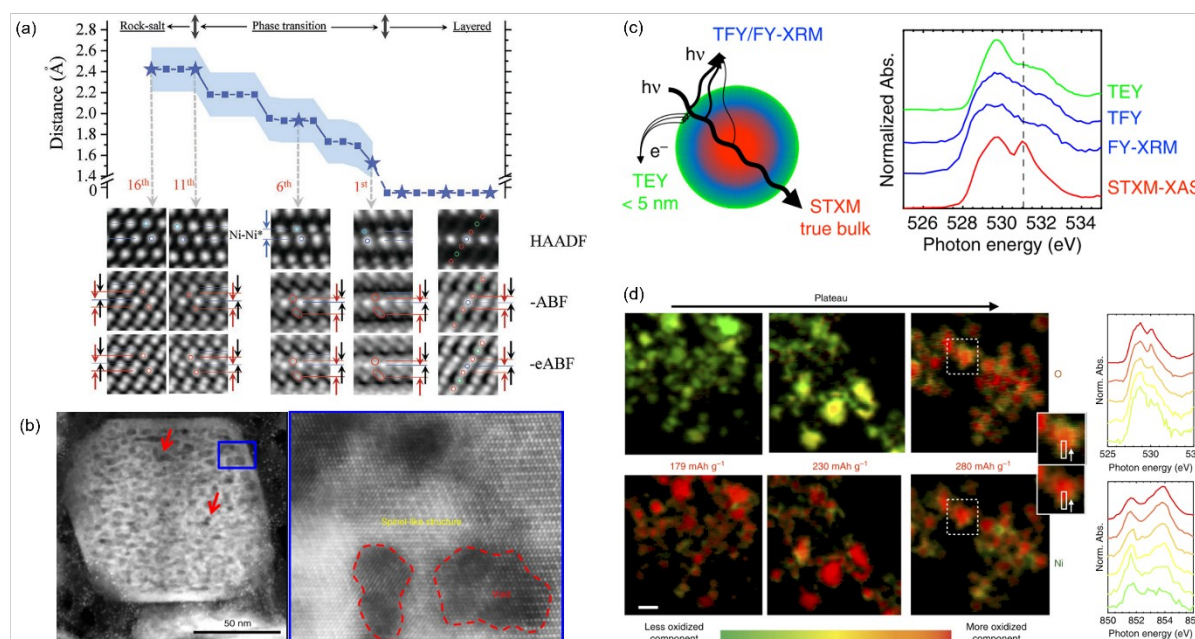 (a)
Rock-salt
Phase transition
Layered
Distance (Å)
2.8
2.6
2.4
2.2
2.0
1.8
1.6
1.4
0
16th
11th
6th
1st
Ni-Ni*
HAADF
-ABF
-eABF
(b)
Spinel-like structure
50 nm
(c)
TFY/FY-XRM
hν
hν
e−
TEY
< 5 nm
STXM
true bulk
Normalized Abs.
TEY
TFY
FY-XRM
STXM-XAS
526 528 530 532 534
Photon energy (eV)
(d)
Plateau
O
179 mAh g⁻¹
230 mAh g⁻¹
280 mAh g⁻¹
Ni
Less oxidized
component
More oxidized
component
Norm. Abs.
525 530
Photon energy (eV)
Norm. Abs.
850 852 854
Photon energy (eV)